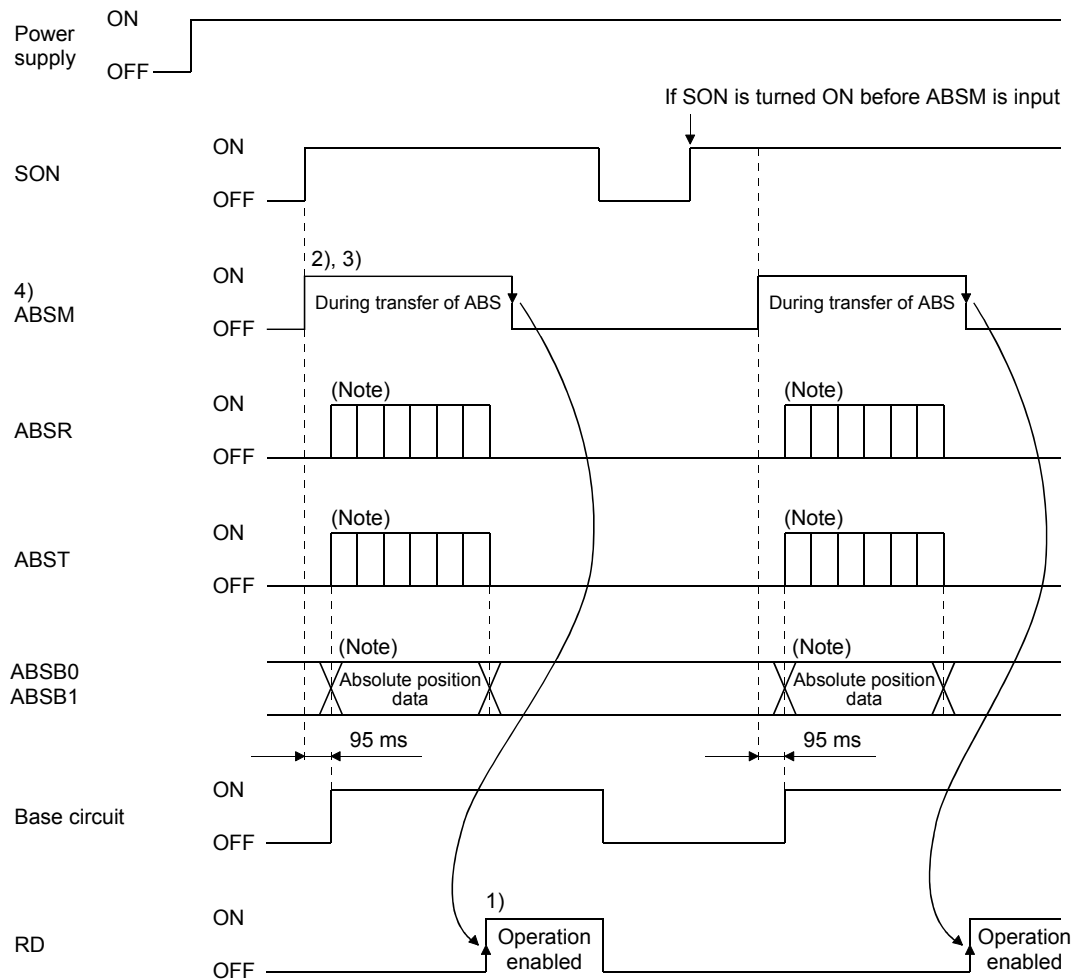 Power supply
ON
OFF
If SON is turned ON before ABSM is input
SON
ON
OFF
4)
ABSM
ON
OFF
2), 3)
During transfer of ABS
During transfer of ABS
ABSR
ON
OFF
(Note)
(Note)
ABST
ON
OFF
(Note)
(Note)
ABSB0
ABSB1
(Note)
Absolute position
data
(Note)
Absolute position
data
95 ms
95 ms
Base circuit
ON
OFF
RD
ON
OFF
1)
Operation
enabled
Operation
enabled